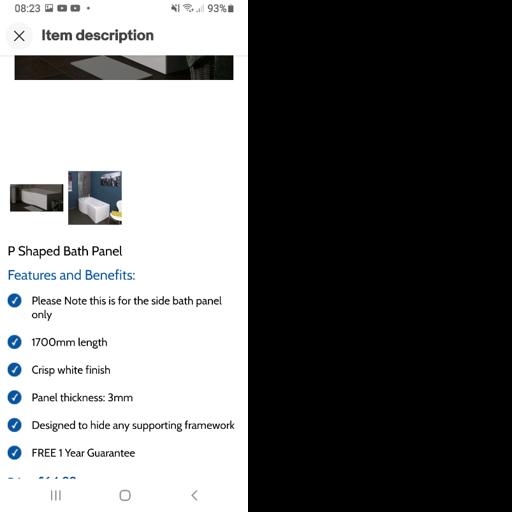 08:23
93%
Item description
P Shaped Bath Panel
Features and Benefits:
Please Note this is for the side bath panel
only
1700mm length
Crisp white finish
Panel thickness: 3mm
Designed to hide any supporting framework
FREE 1 Year Guarantee